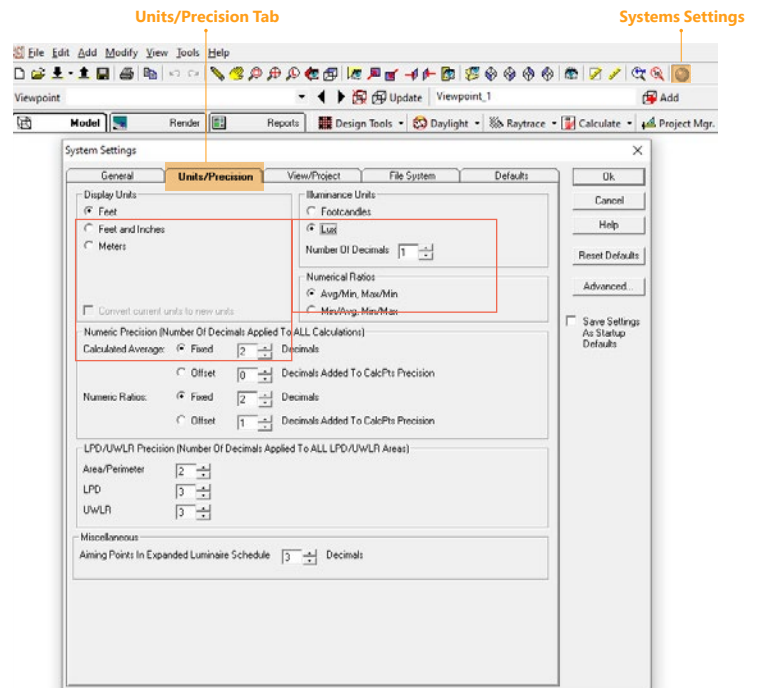 Units/Precision Tab Systems Settings
File Edit Add Modify View Tools Help
Viewpoint Update Viewpoint_1 Add
Model Render Reports Design Tools Daylight Raytrace Calculate Project Mgr.
System Settings
General Units/Precision View/Project File System Defaults Ok
Display Units Illuminance Units Cancel
Feet Footcandles
Feet and Inches Lux Help
Meters Number Of Decimals 1 Reset Defaults
Numerical Ratios
Avg/Min, Max/Min Advanced...
Convert current units to new units Min/Avg, Min/Max
Save Settings
As Startup
Defaults
Numeric Precision (Number Of Decimals Applied To ALL Calculations)
Calculated Average: Fixed 2 Decimals
Offset 0 Decimals Added To CalcPts Precision
Numeric Ratios: Fixed 2 Decimals
Offset 1 Decimals Added To CalcPts Precision
LPD/UWLR Precision (Number Of Decimals Applied To ALL LPD/UWLR Areas)
Area/Perimeter 2
LPD 3
UWLR 3
Miscellaneous
Aiming Points In Expanded Luminaire Schedule 3 Decimals